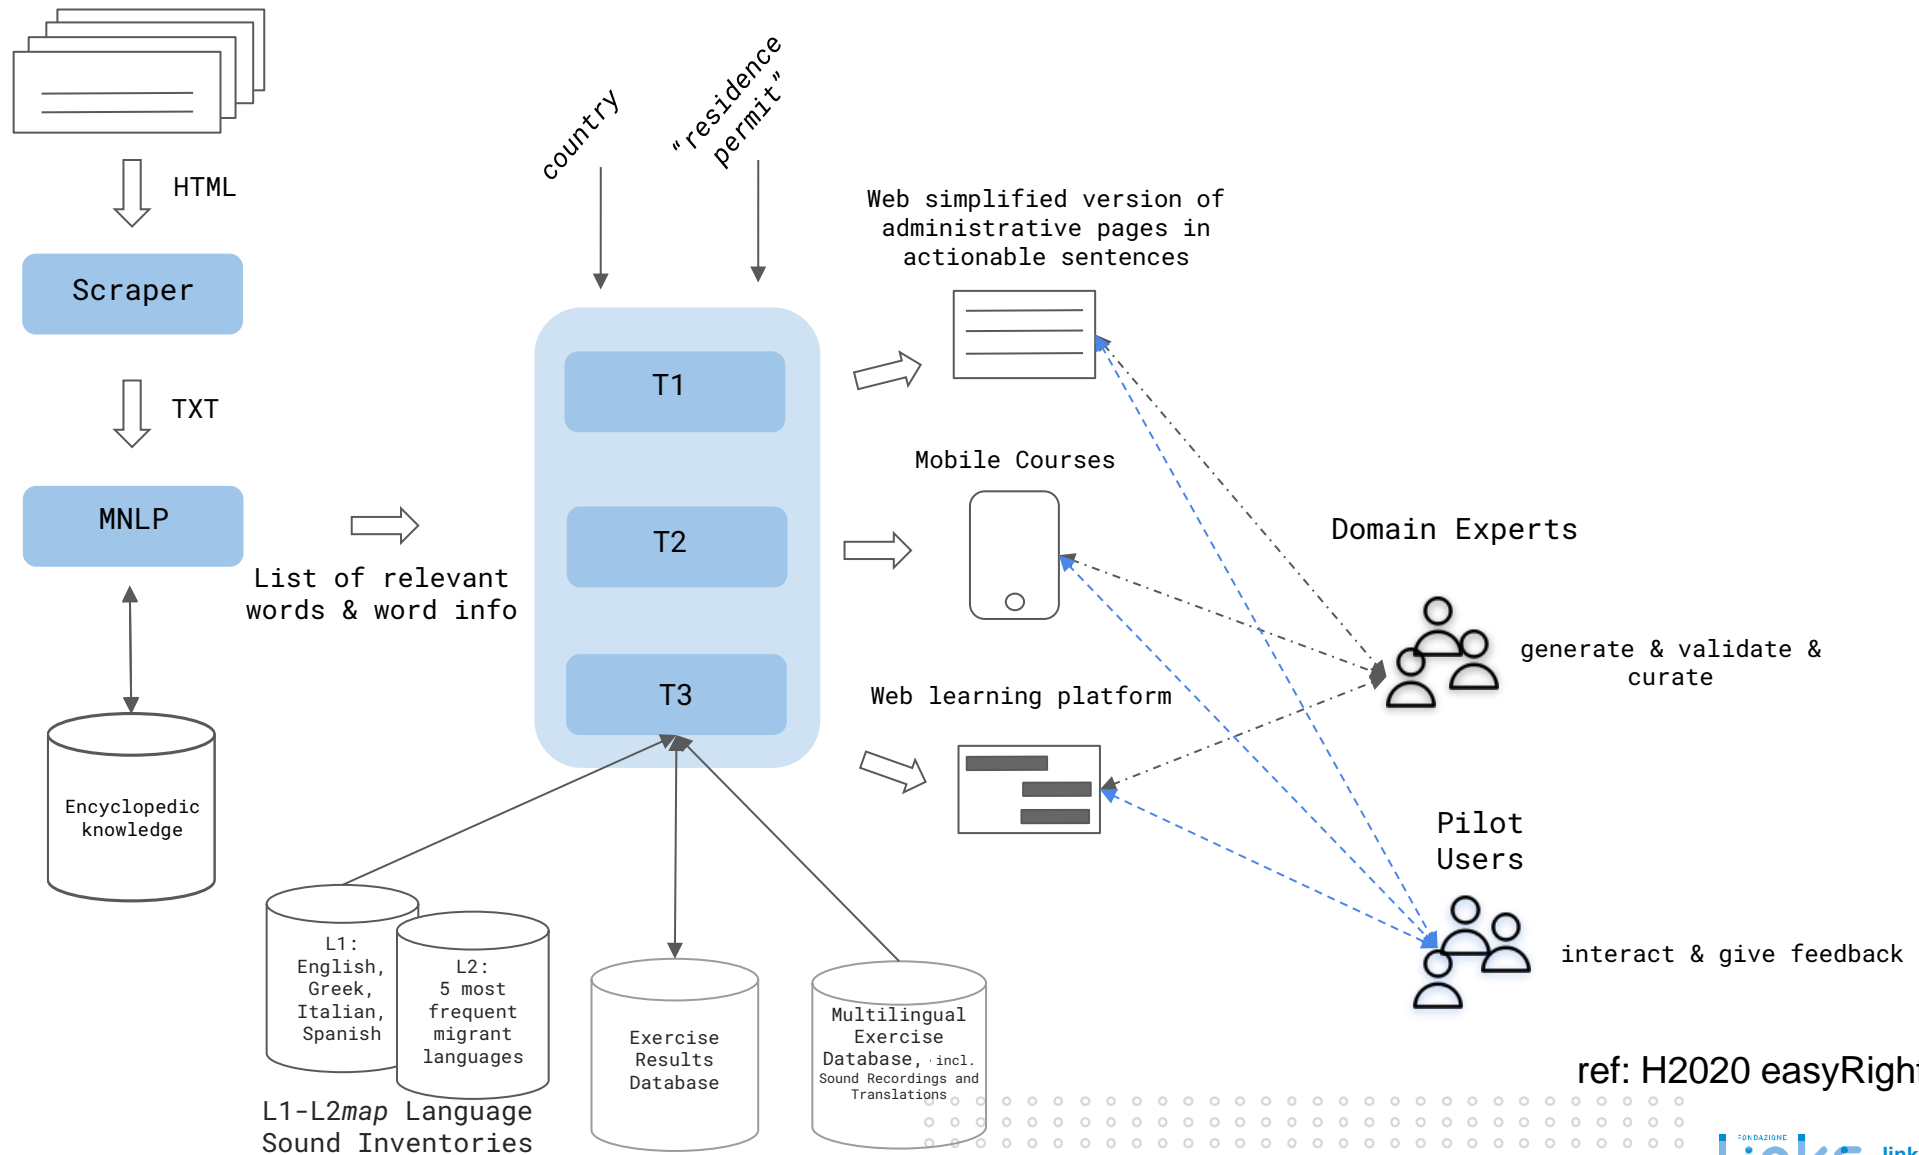 HTML
Scraper
TXT
MNLP
List of relevant
words & word info
Encyclopedic
knowledge
country
“residence
permit”
T1
T2
T3
Web simplified version of
administrative pages in
actionable sentences
Mobile Courses
Web learning platform
Domain Experts
generate & validate &
curate
Pilot
Users
interact & give feedback
L1:
English,
Greek,
Italian,
Spanish
L2:
5 most
frequent
migrant
languages
L1-L2map Language
Sound Inventories
Exercise
Results
Database
Multilingual
Exercise
Database, incl.
Sound Recordings and
Translations
ref: H2020 easyRight
FONDAZIONE
link